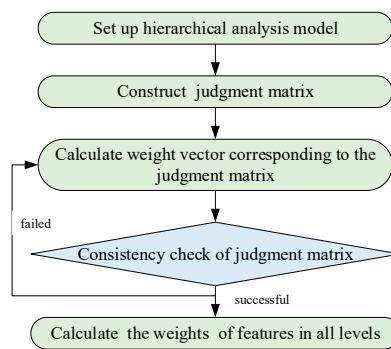 Set up hierarchical analysis model
Construct judgment matrix
Calculate weight vector corresponding to the
judgment matrix
failed
Consistency check of judgment matrix
successful
Calculate the weights of features in all levels